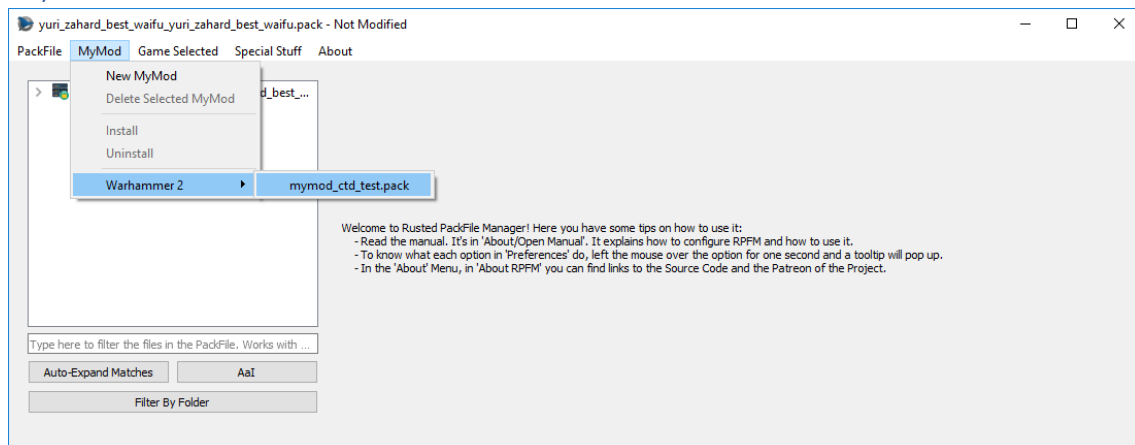 yuri_zahard_best_waifu_yuri_zahard_best_waifu.pack - Not Modified
PackFile MyMod Game Selected Special Stuff About
New MyMod
d_best_...
Delete Selected MyMod
Install
Uninstall
Warhammer 2
mymod_ctd_test.pack
Welcome to Rusted PackFile Manager! Here you have some tips on how to use it:
- Read the manual. It's in 'About/Open Manual'. It explains how to configure RPFM and how to use it.
- To know what each option in 'Preferences' do, left the mouse over the option for one second and a tooltip will pop up.
- In the 'About' Menu, in 'About RPFM' you can find links to the Source Code and the Patreon of the Project.
Type here to filter the files in the PackFile. Works with ...
Auto-Expand Matches
AaI
Filter By Folder